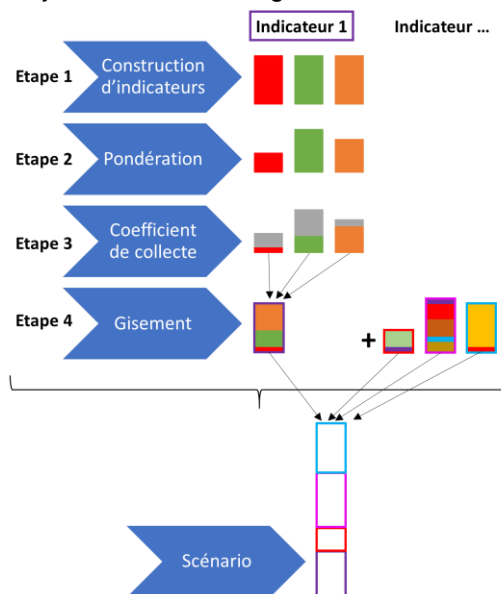 Indicateur 1
Indicateur ...
Etape 1
Construction
d'indicateurs
Etape 2
Pondération
Etape 3
Coefficient
de collecte
Etape 4
Gisement
+
Scénario